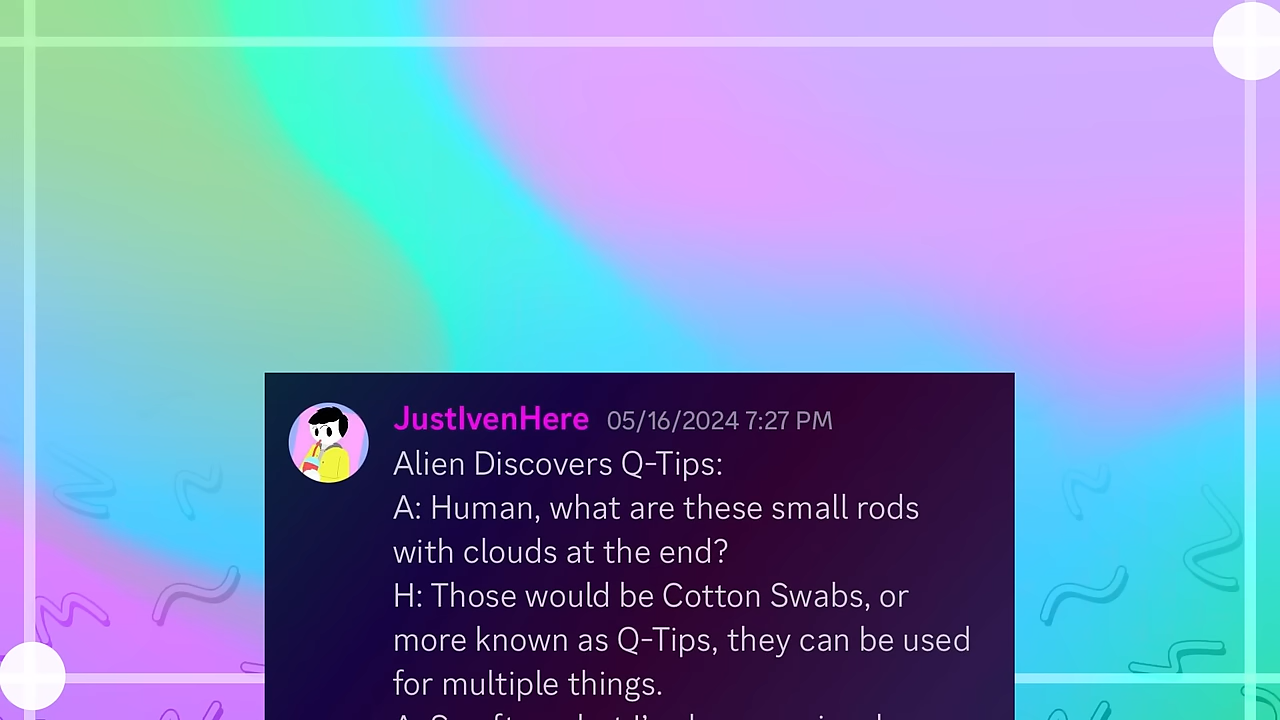 JustIvenHere 05/16/2024 7:27 PM
Alien Discovers Q-Tips:
A: Human, what are these small rods
with clouds at the end?
H: Those would be Cotton Swabs, or
more known as Q-Tips, they can be used
for multiple things.